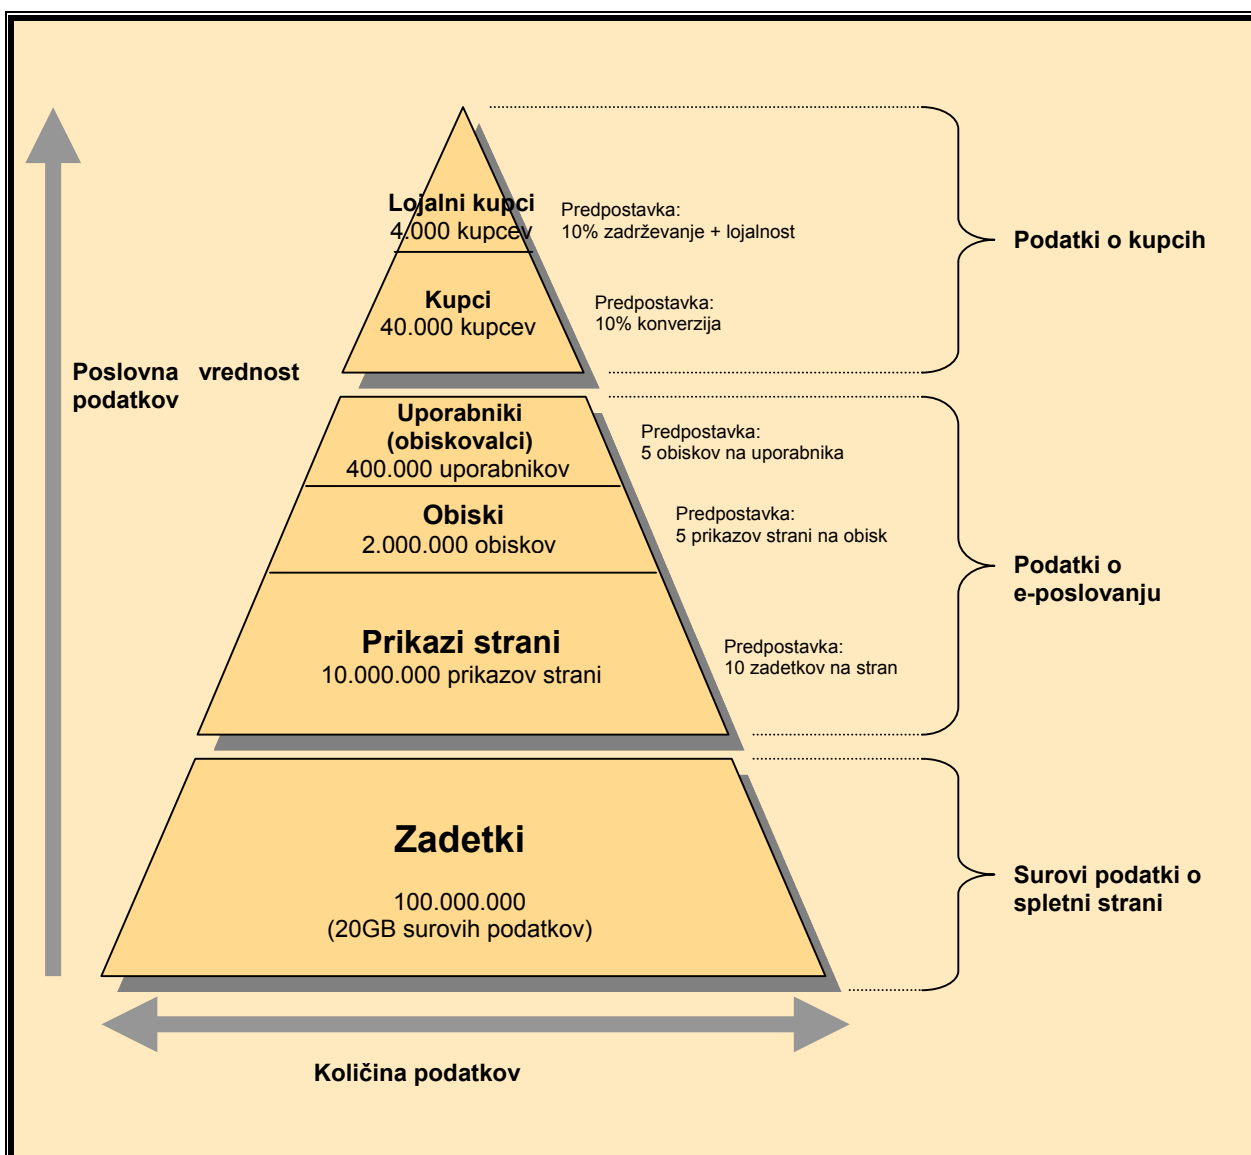 Lojalni kupci
4.000 kupcev
Predpostavka:
10% zadrževanje + lojalnost
Podatki o kupcih
Kupci
40.000 kupcev
Predpostavka:
10% konverzija
Poslovna vrednost
podatkov
Uporabniki
(obiskovalci)
400.000 uporabnikov
Predpostavka:
5 obiskov na uporabnika
Obiski
2.000.000 obiskov
Predpostavka:
5 prikazov strani na obisk
Podatki o
e-poslovanju
Prikazi strani
10.000.000 prikazov strani
Predpostavka:
10 zadetkov na stran
Zadetki
100.000.000
(20GB surovih podatkov)
Surovi podatki o
spletni strani
Količina podatkov